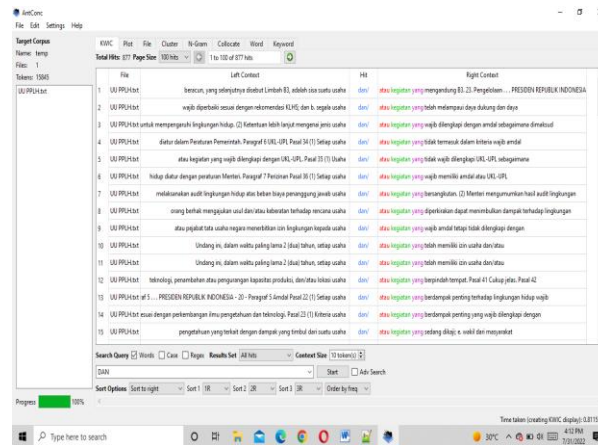 AntConc
File Edit Settings Help
Target Corpus
Name: temp
Files: 1
Tokens: 15845
UU PPLH.txt
KWIC Plot File Cluster N-Gram Collocate Word Keyword
Total Hits: 877 Page Size 100 hits 1 to 100 of 877 hits
File Left Context Hit Right Context
1 UU PPLH.txt beracun, yang selanjutnya disebut Limbah B3, adalah sisa suatu usaha dan/ atau kegiatan yang mengandung B3. 23. Pengelolaan . . . PRESIDEN REPUBLIK INDONESIA
2 UU PPLH.txt wajib diperbaiki sesuai dengan rekomendasi KLHS; dan b. segala usaha dan/ atau kegiatan yang telah melampaui daya dukung dan daya
3 UU PPLH.txt untuk mempengaruhi lingkungan hidup. (2) Ketentuan lebih lanjut mengenai jenis usaha dan/ atau kegiatan yang wajib dilengkapi dengan amdal sebagaimana dimaksud
4 UU PPLH.txt diatur dalam Peraturan Pemerintah. Paragraf 6 UKL-UPL Pasal 34 (1) Setiap usaha dan/ atau kegiatan yang tidak termasuk dalam kriteria wajib amdal
5 UU PPLH.txt atau kegiatan yang wajib dilengkapi dengan UKL-UPL. Pasal 35 (1) Usaha dan/ atau kegiatan yang tidak wajib dilengkapi UKL-UPL sebagaimana
6 UU PPLH.txt hidup diatur dengan peraturan Menteri. Paragraf 7 Perizinan Pasal 36 (1) Setiap usaha dan/ atau kegiatan yang wajib memiliki amdal atau UKL-UPL
7 UU PPLH.txt melaksanakan audit lingkungan hidup atas beban biaya penanggung jawab usaha dan/ atau kegiatan yang bersangkutan. (2) Menteri mengumumkan hasil audit lingkungan
8 UU PPLH.txt orang berhak mengajukan usul dan/atau keberatan terhadap rencana usaha dan/ atau kegiatan yang diperkirakan dapat menimbulkan dampak terhadap lingkungan
9 UU PPLH.txt atau pejabat tata usaha negara menerbitkan izin lingkungan kepada usaha dan/ atau kegiatan yang wajib amdal tetapi tidak dilengkapi dengan
10 UU PPLH.txt Undang ini, dalam waktu paling lama 2 (dua) tahun, setiap usaha dan/ atau kegiatan yang telah memiliki izin usaha dan/atau
11 UU PPLH.txt Undang ini, dalam waktu paling lama 2 (dua) tahun, setiap usaha dan/ atau kegiatan yang telah memiliki izin usaha dan/atau
12 UU PPLH.txt teknologi, penambahan atau pengurangan kapasitas produksi, dan/atau lokasi usaha dan/ atau kegiatan yang berpindah tempat. Pasal 41 Cukup jelas. Pasal 42
13 UU PPLH.txt af 5 . . . PRESIDEN REPUBLIK INDONESIA - 20 - Paragraf 5 Amdal Pasal 22 (1) Setiap usaha dan/ atau kegiatan yang berdampak penting terhadap lingkungan hidup wajib
14 UU PPLH.txt esuai dengan perkembangan ilmu pengetahuan dan teknologi. Pasal 23 (1) Kriteria usaha dan/ atau kegiatan yang berdampak penting yang wajib dilengkapi dengan
15 UU PPLH.txt pengetahuan yang terkait dengan dampak yang timbul dari suatu usaha dan/ atau kegiatan yang sedang dikaji; e. wakil dari masyarakat
Search Query Words Case Regex Results Set All hits Context Size 10 token(s)
DAN Start Adv Search
Sort Options Sort to right Sort 1 1R Sort 2 2R Sort 3 3R Order by freq
Progress 100%
Time taken (creating KWIC display): 0.8115
Type here to search 30°C 4:12 PM
7/31/2022